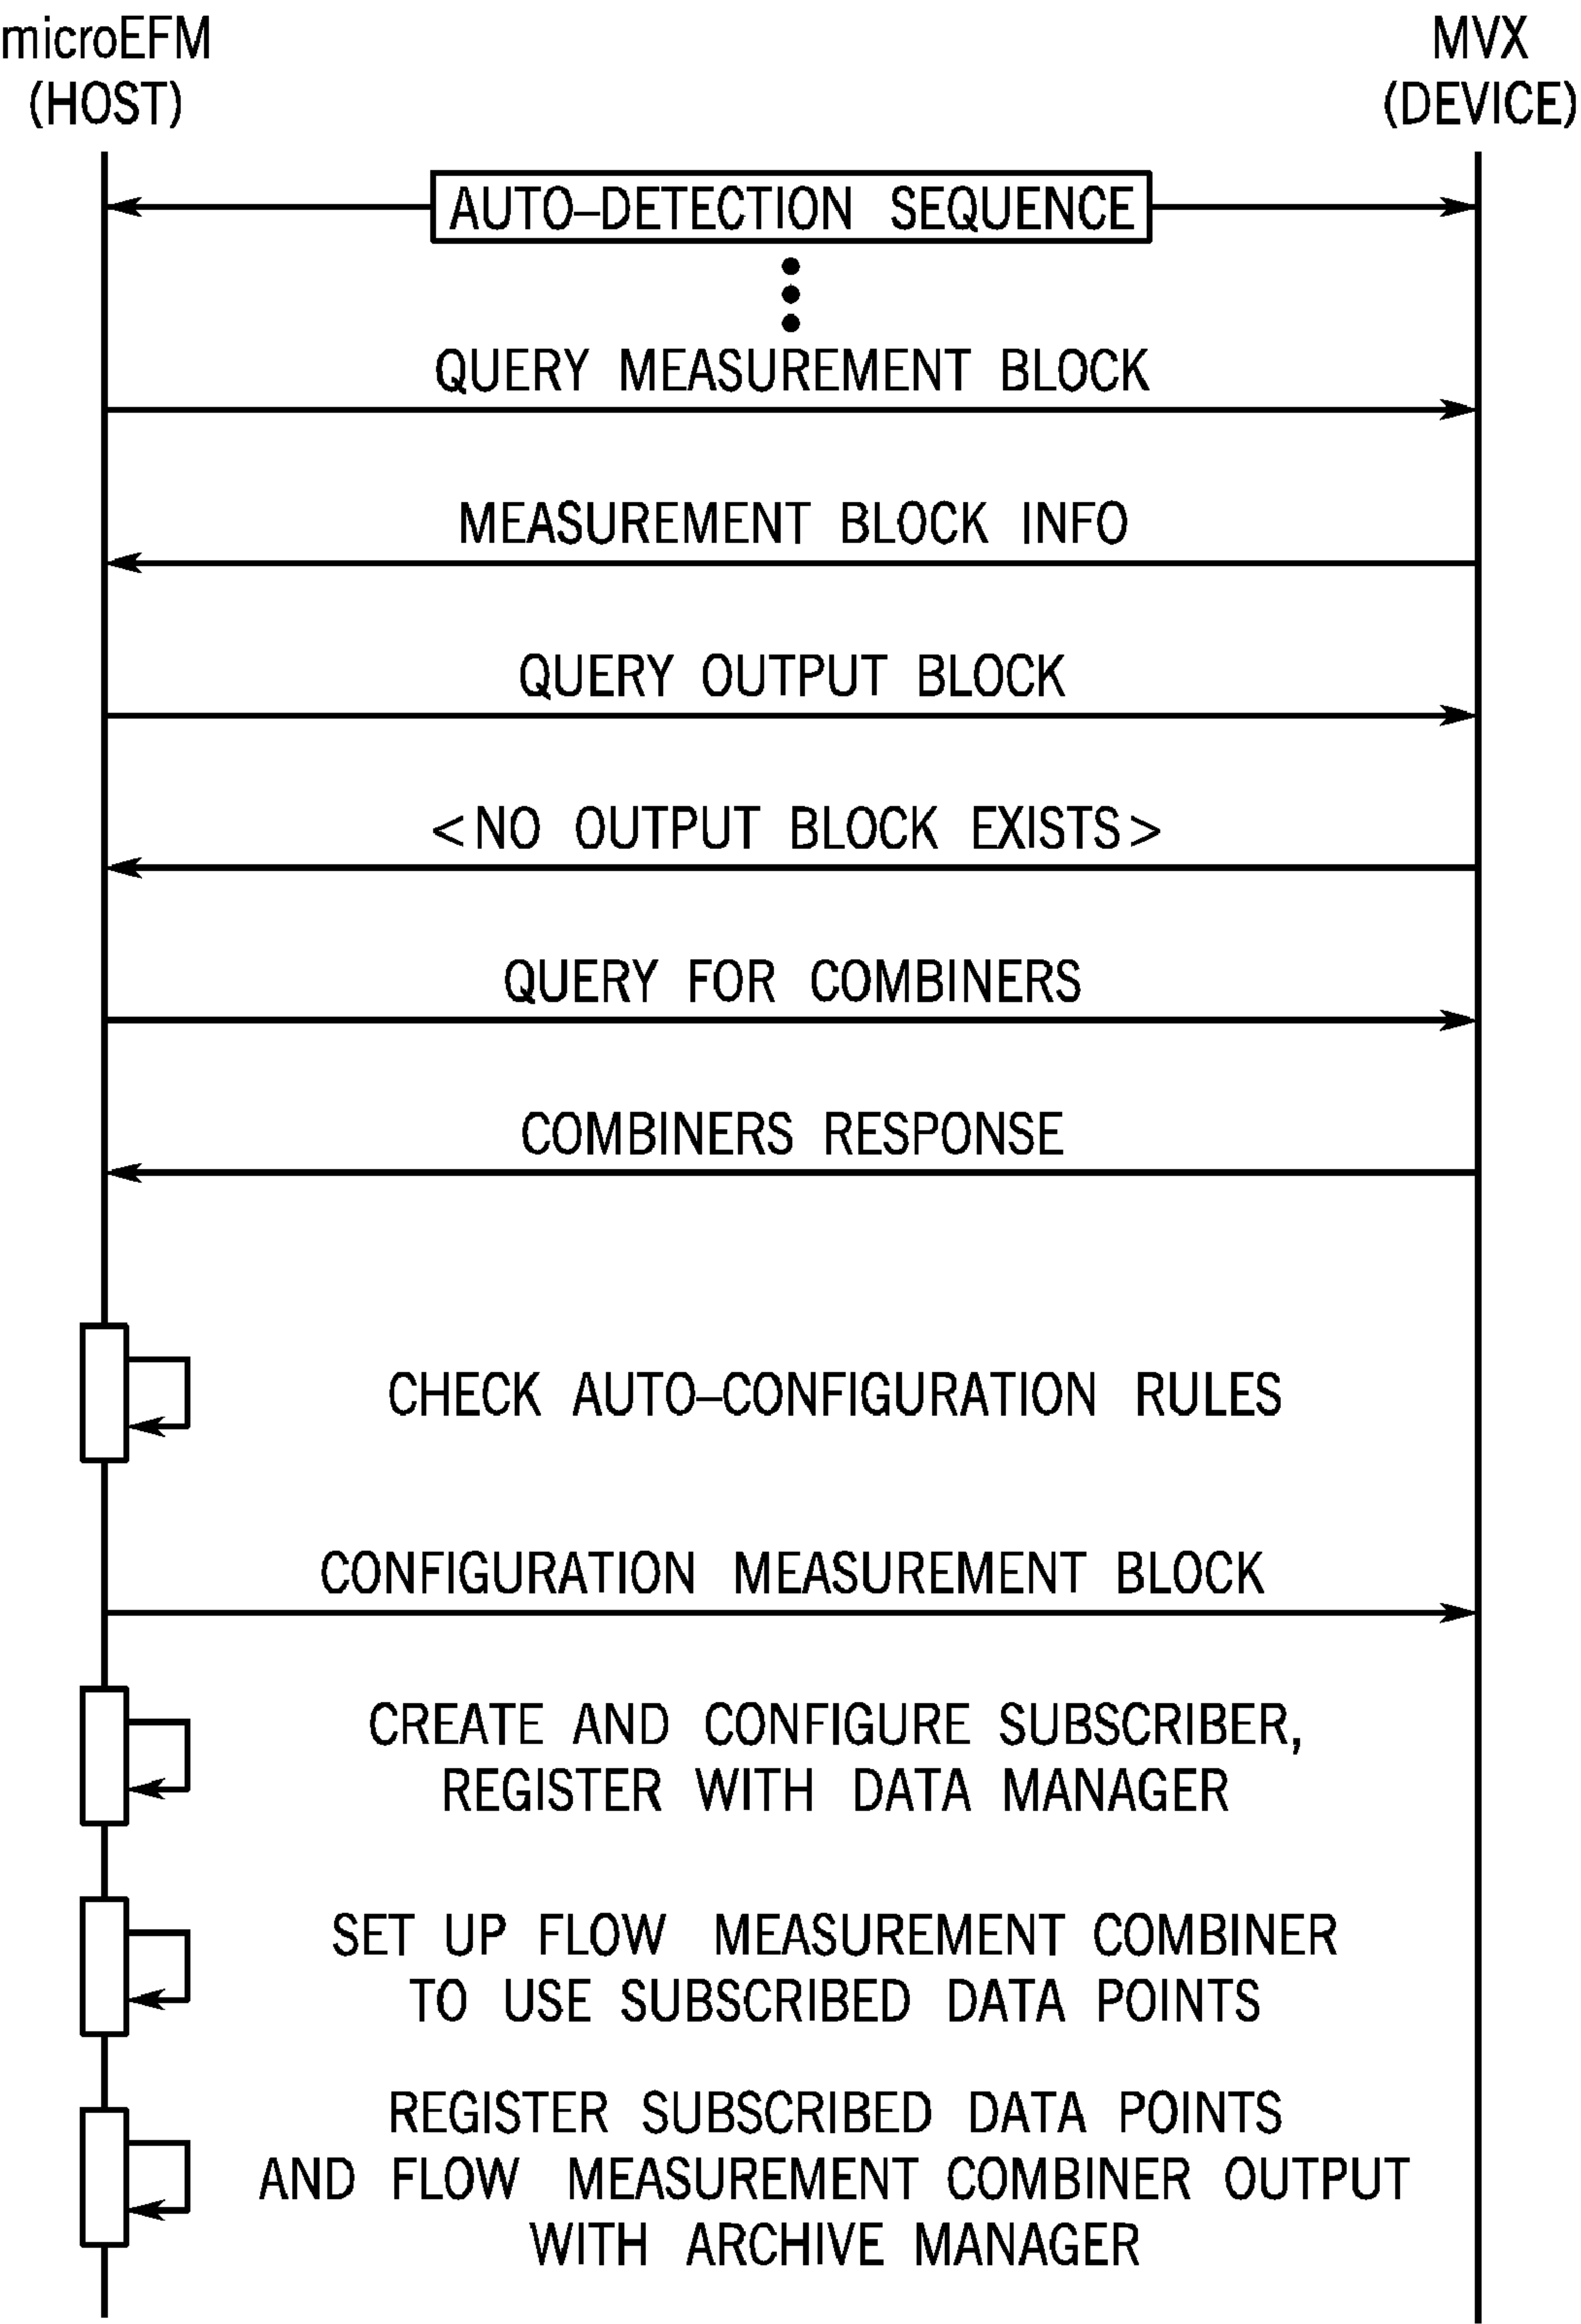 microEFM
(HOST)
MVX
(DEVICE)
AUTO–DETECTION SEQUENCE
QUERY MEASUREMENT BLOCK
MEASUREMENT BLOCK INFO
QUERY OUTPUT BLOCK
<NO OUTPUT BLOCK EXISTS>
QUERY FOR COMBINERS
COMBINERS RESPONSE
CHECK AUTO–CONFIGURATION RULES
CONFIGURATION MEASUREMENT BLOCK
CREATE AND CONFIGURE SUBSCRIBER,
REGISTER WITH DATA MANAGER
SET UP FLOW MEASUREMENT COMBINER
TO USE SUBSCRIBED DATA POINTS
REGISTER SUBSCRIBED DATA POINTS
AND FLOW MEASUREMENT COMBINER OUTPUT
WITH ARCHIVE MANAGER